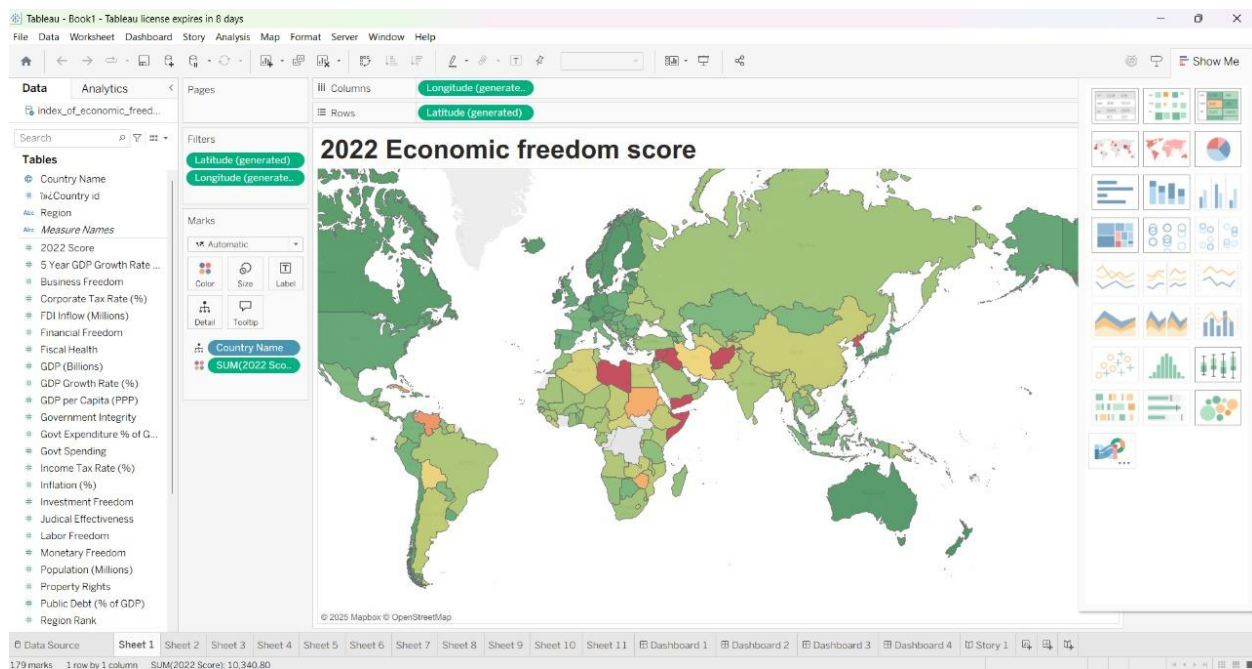 Tableau - Book1 - Tableau license expires in 8 days
File Data Worksheet Dashboard Story Analysis Map Format Server Window Help
Show Me
Data Analytics
index_of_economic_freed...
Search
Tables
Country Name
ï»¿Country id
Abc Region
Abc Measure Names
2022 Score
5 Year GDP Growth Rate ...
Business Freedom
Corporate Tax Rate (%)
FDI Inflow (Millions)
Financial Freedom
Fiscal Health
GDP (Billions)
GDP Growth Rate (%)
GDP per Capita (PPP)
Government Integrity
Govt Expenditure % of G...
Govt Spending
Income Tax Rate (%)
Inflation (%)
Investment Freedom
Judical Effectiveness
Labor Freedom
Monetary Freedom
Population (Millions)
Property Rights
Public Debt (% of GDP)
Region Rank
Pages
Filters
Latitude (generated)
Longitude (generate..
Marks
Automatic
Color Size Label
Detail Tooltip
Country Name
SUM(2022 Sco..
Columns Longitude (generate..
Rows Latitude (generated)
2022 Economic freedom score
© 2025 Mapbox © OpenStreetMap
Data Source Sheet 1 Sheet 2 Sheet 3 Sheet 4 Sheet 5 Sheet 6 Sheet 7 Sheet 8 Sheet 9 Sheet 10 Sheet 11 Dashboard 1 Dashboard 2 Dashboard 3 Dashboard 4 Story 1
179 marks 1 row by 1 column SUM(2022 Score): 10,340.80